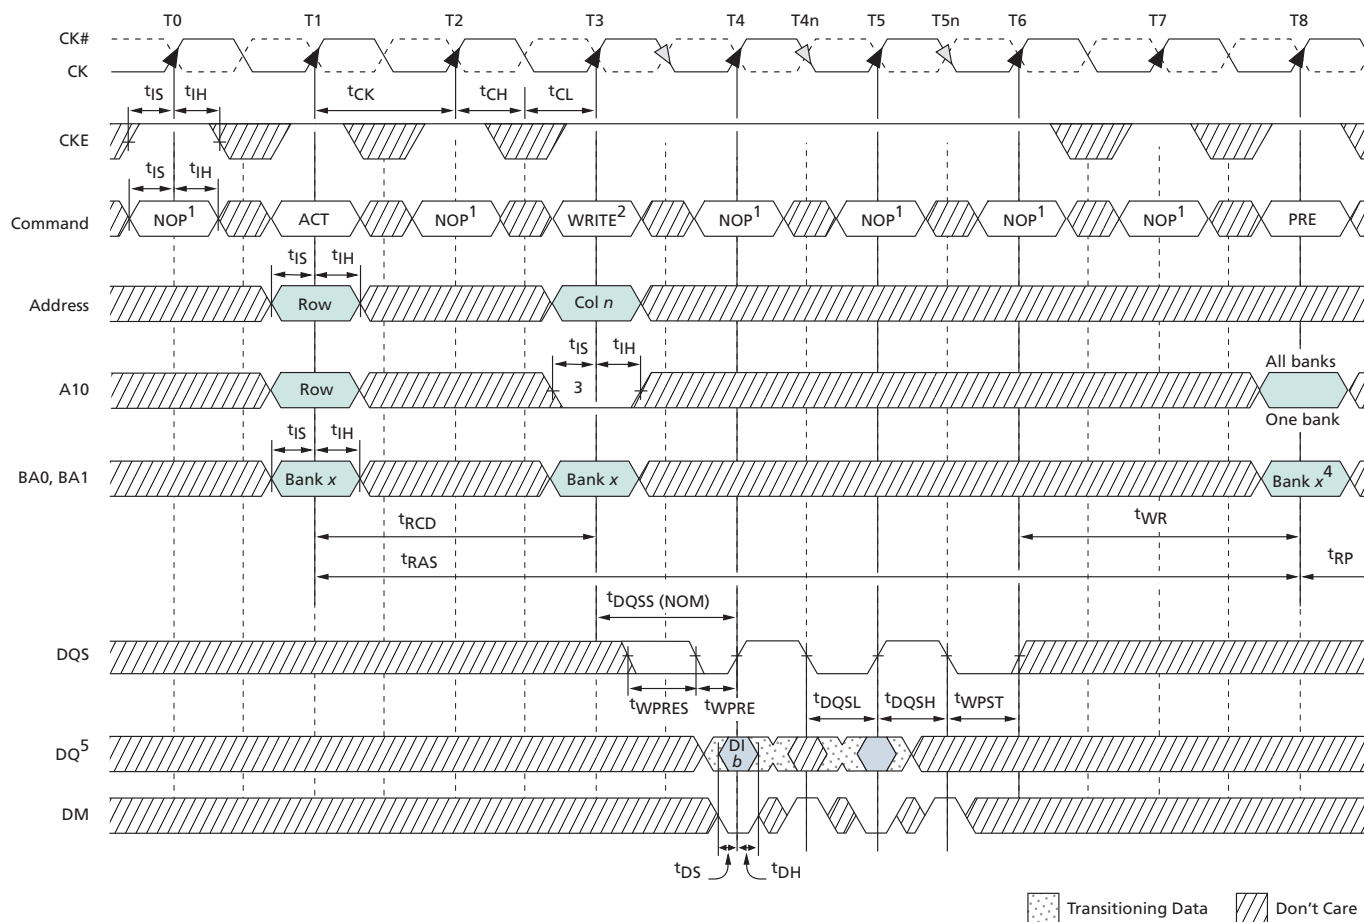 T0 T1 T2 T3 T4 T4n T5 T5n T6 T7 T8
CK#
CK
tIS tIH tCK tCH tCL
CKE
tIS tIH
Command NOP1 ACT NOP1 WRITE2 NOP1 NOP1 NOP1 NOP1 PRE
tIS tIH
Address Row Col n
tIS tIH All banks
A10 Row 3
One bank
tIS tIH
BA0, BA1 Bank x Bank x Bank x4
tRCD tWR
tRAS tRP
tDQSS (NOM)
DQS
tWPRES tWPRE tDQSL tDQSH tWPST
DQ5 DI
b
DM
tDS tDH
Transitioning Data Don't Care